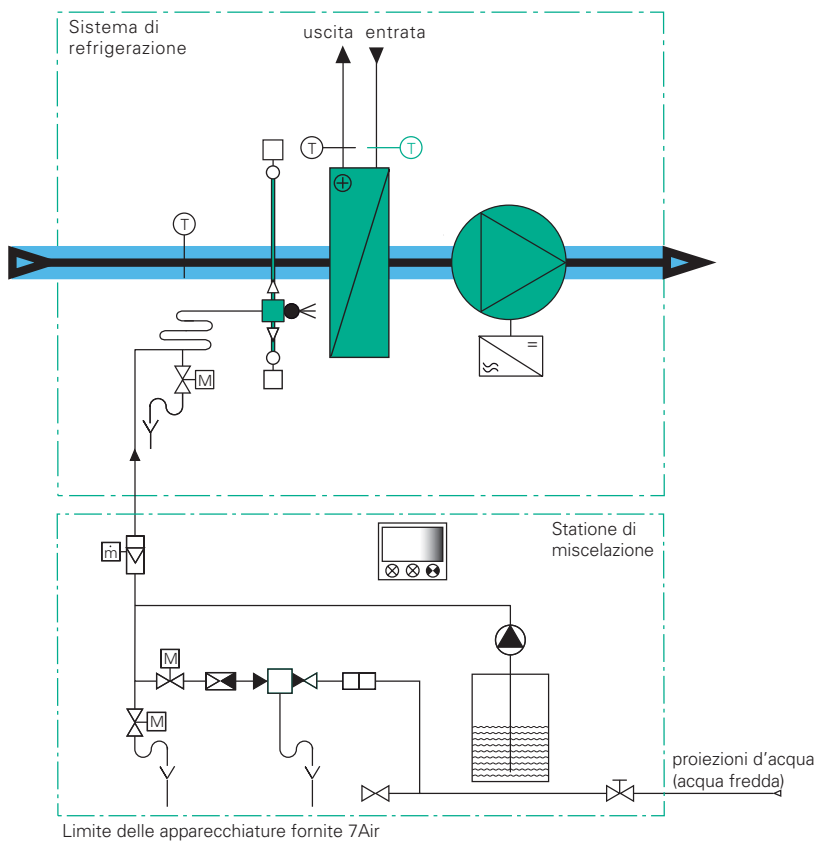 Sistema di
refrigerazione
uscita entrata
T
T
T
M
ṁ
Statione di
miscelazione
M
M
proiezioni d'acqua
(acqua fredda)
Limite delle apparecchiature fornite 7Air